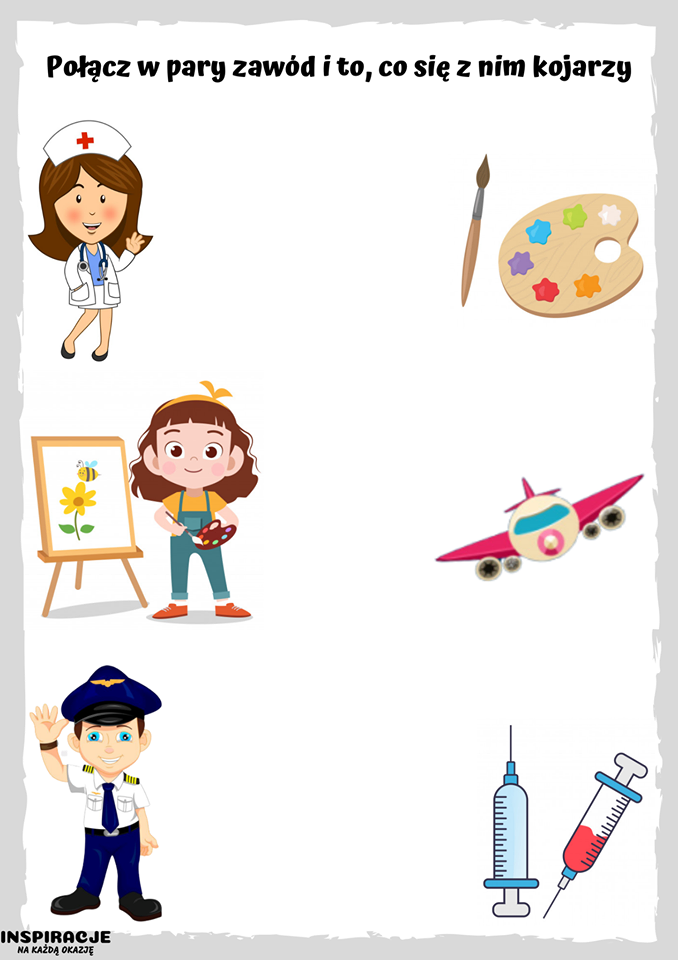 Połącz w pary zawód i to, co się z nim kojarzy
INSPIRACJE
NA KAŻDĄ OKAZJĘ